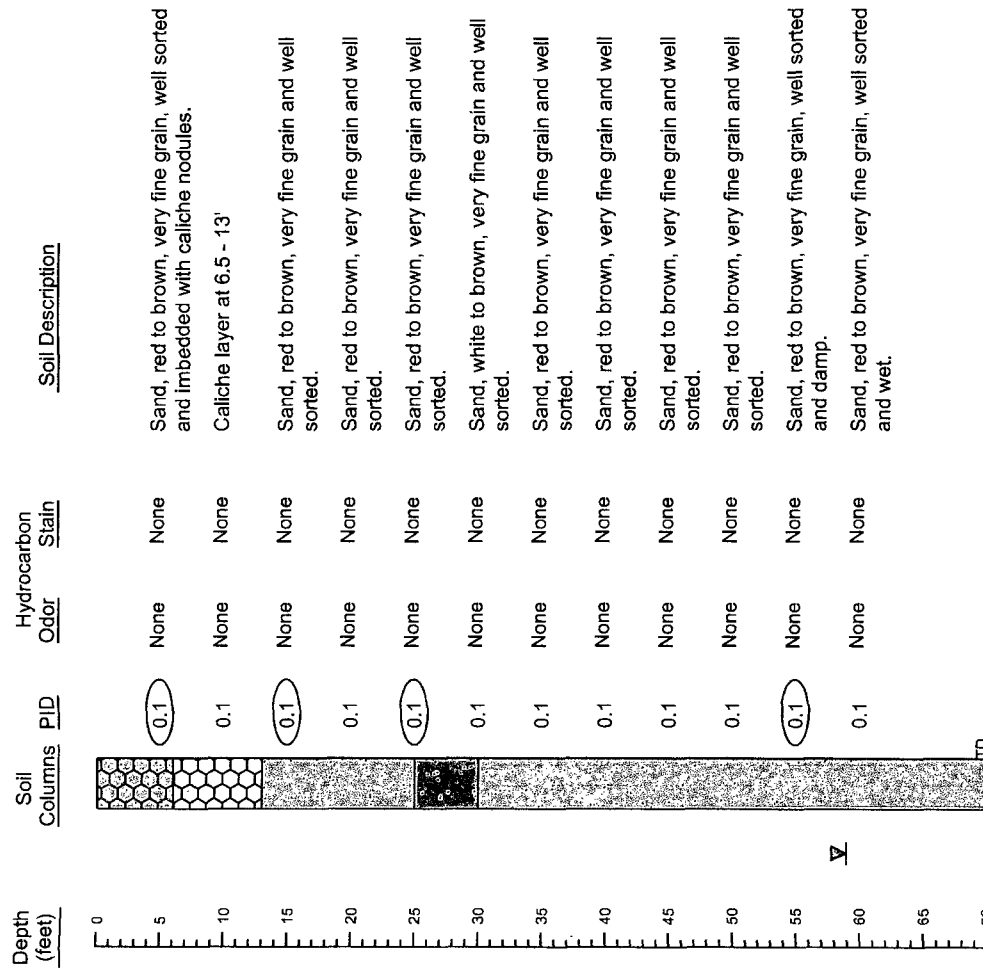 Depth
(feet)
Soil
Columns
PID
Hydrocarbon
Odor
Stain
Soil Description
0
5
0.1
None
None
Sand, red to brown, very fine grain, well sorted
and imbedded with caliche nodules.
10
0.1
None
None
Caliche layer at 6.5 - 13'
15
0.1
None
None
Sand, red to brown, very fine grain and well
sorted.
20
0.1
None
None
Sand, red to brown, very fine grain and well
sorted.
25
0.1
None
None
Sand, red to brown, very fine grain and well
sorted.
30
0.1
None
None
Sand, white to brown, very fine grain and well
sorted.
35
0.1
None
None
Sand, red to brown, very fine grain and well
sorted.
40
0.1
None
None
Sand, red to brown, very fine grain and well
sorted.
45
0.1
None
None
Sand, red to brown, very fine grain and well
sorted.
50
0.1
None
None
Sand, red to brown, very fine grain and well
sorted.
55
0.1
None
None
Sand, red to brown, very fine grain, well sorted
and damp.
60
0.1
None
None
Sand, red to brown, very fine grain, well sorted
and wet.
65